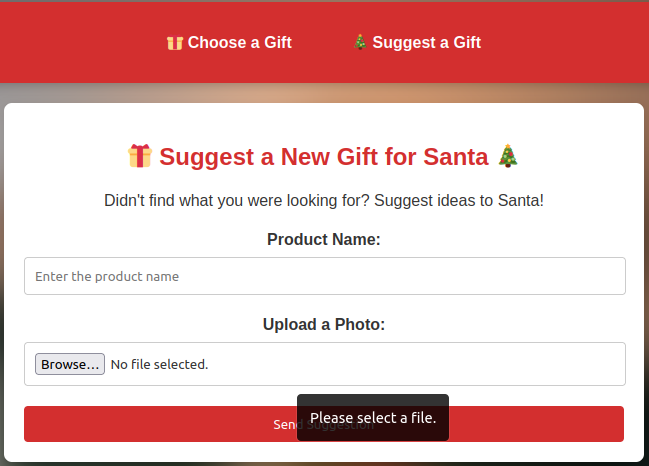 🎁 Choose a Gift 🎄 Suggest a Gift
🎁 Suggest a New Gift for Santa 🎄
Didn't find what you were looking for? Suggest ideas to Santa!
Product Name:
Enter the product name
Upload a Photo:
Browse... No file selected.
Please select a file.
Send Suggestion